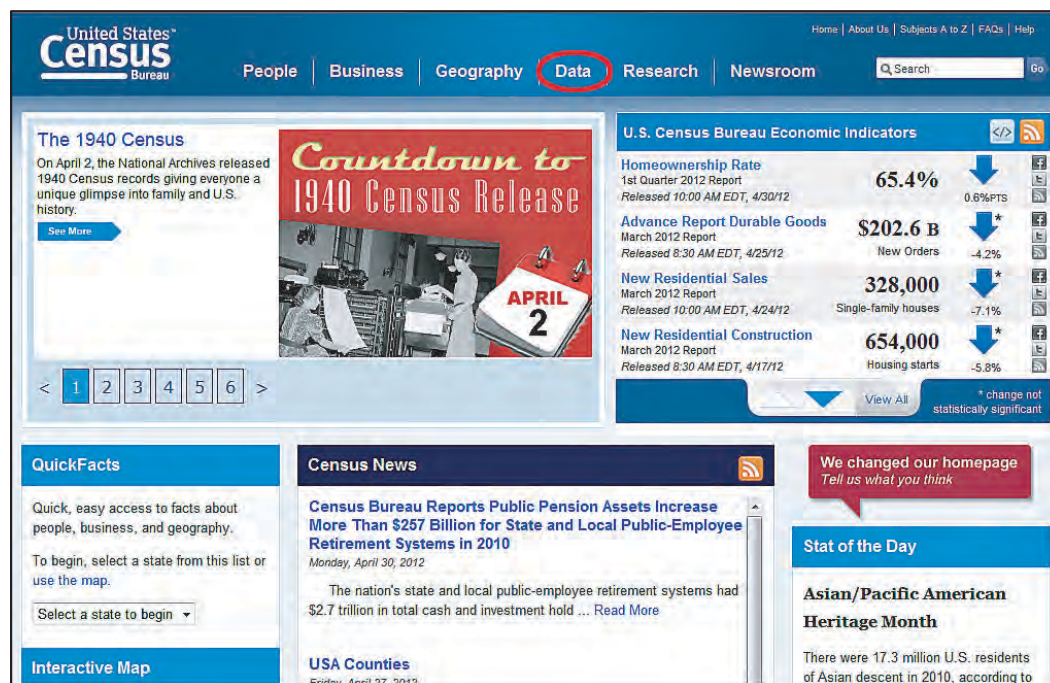 United States™
Census
Bureau
Home | About Us | Subjects A to Z | FAQs | Help
People | Business | Geography | Data | Research | Newsroom
Search
Go
The 1940 Census
On April 2, the National Archives released
1940 Census records giving everyone a
unique glimpse into family and U.S.
history.
See More
Countdown to
1940 Census Release
APRIL
2
< 1 2 3 4 5 6 >
U.S. Census Bureau Economic Indicators
Homeownership Rate
1st Quarter 2012 Report
Released 10:00 AM EDT, 4/30/12
65.4%
0.6%PTS
Advance Report Durable Goods
March 2012 Report
Released 8:30 AM EDT, 4/25/12
$202.6 B
New Orders
*
-4.2%
New Residential Sales
March 2012 Report
Released 10:00 AM EDT, 4/24/12
328,000
Single-family houses
*
-7.1%
New Residential Construction
March 2012 Report
Released 8:30 AM EDT, 4/17/12
654,000
Housing starts
*
-5.8%
View All
* change not
statistically significant
QuickFacts
Quick, easy access to facts about
people, business, and geography.
To begin, select a state from this list or
use the map.
Select a state to begin
Interactive Map
Census News
Census Bureau Reports Public Pension Assets Increase
More Than $257 Billion for State and Local Public-Employee
Retirement Systems in 2010
Monday, April 30, 2012
The nation's state and local public-employee retirement systems had
$2.7 trillion in total cash and investment hold ... Read More
USA Counties
Friday, April 27, 2012
We changed our homepage
Tell us what you think
Stat of the Day
Asian/Pacific American
Heritage Month
There were 17.3 million U.S. residents
of Asian descent in 2010, according to